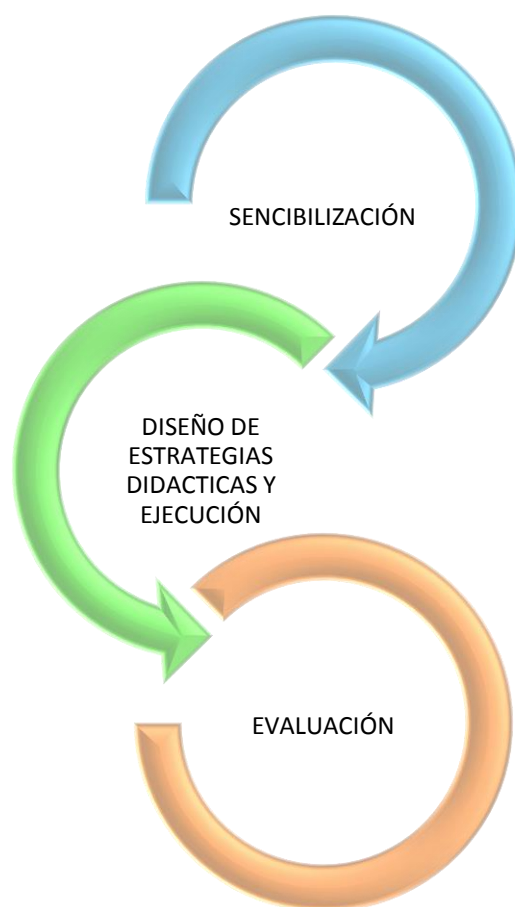 SENCIBILIZACIÓN
DISEÑO DE
ESTRATEGIAS
DIDACTICAS Y
EJECUCIÓN
EVALUACIÓN